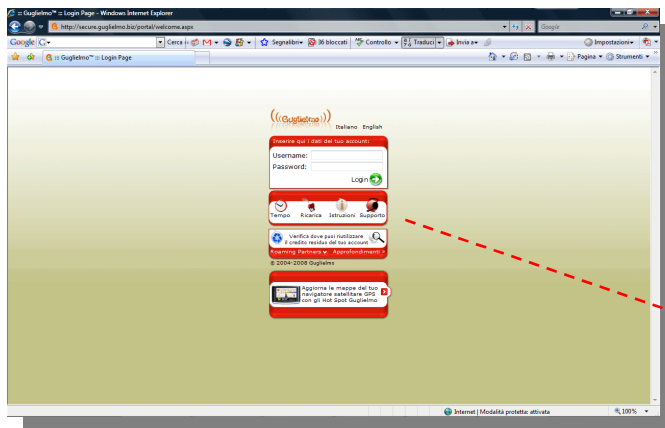 :: Guglielmo™ :: Login Page - Windows Internet Explorer
http://secure.guglielmo.biz/portal/welcome.aspx
Google
Google G Cerca Segnalibri 36 bloccati Controllo Traduci Invia a Impostazioni
:: Guglielmo™ :: Login Page
Pagina Strumenti
((Guglielmo))
Italiano English
Inserire qui i dati del tuo account:
Username:
Password:
Login
Tempo Ricarica Istruzioni Supporto
Verifica dove puoi riutilizzare
il credito residuo del tuo account
Roaming Partners Approfondimenti
© 2004-2008 Guglielmo
Aggiorna le mappe del tuo
navigatore satellitare GPS
con gli Hot Spot Guglielmo
Internet | Modalità protetta: attivata 100%